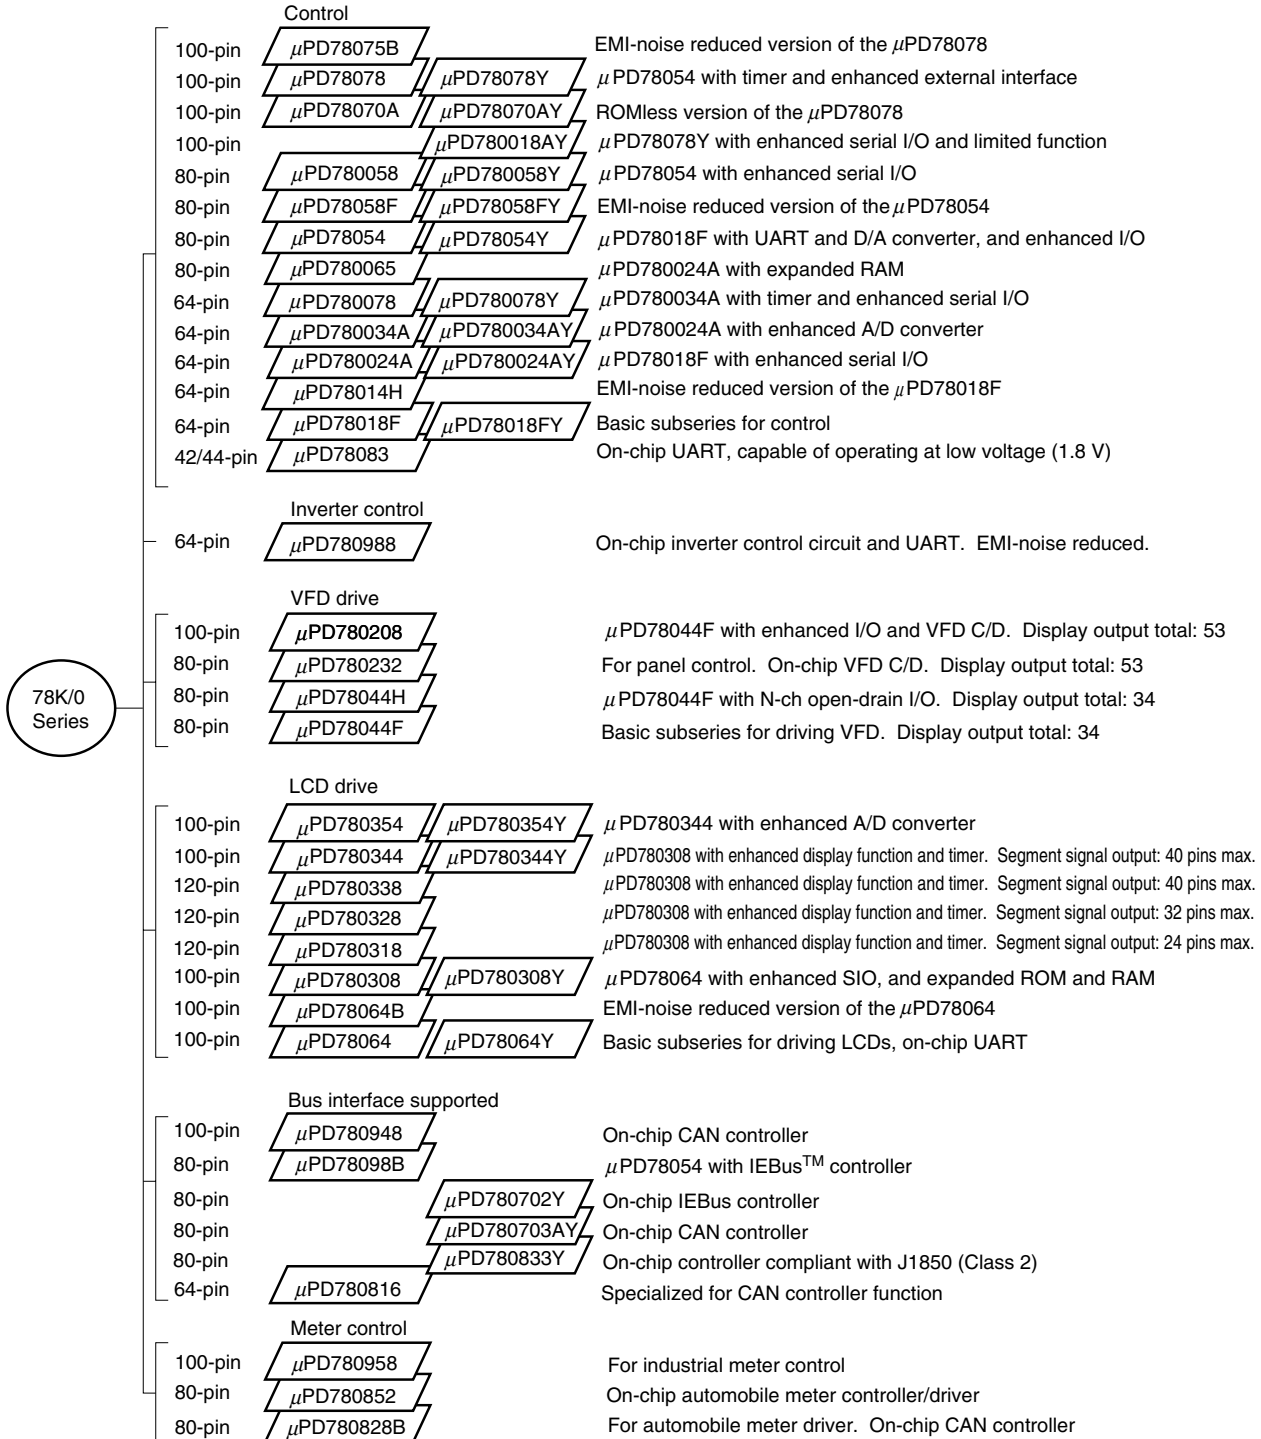 Control
100-pin μPD78075B EMI-noise reduced version of the μPD78078
100-pin μPD78078 μPD78078Y μPD78054 with timer and enhanced external interface
100-pin μPD78070A μPD78070AY ROMless version of the μPD78078
100-pin μPD780018AY μPD78078Y with enhanced serial I/O and limited function
80-pin μPD780058 μPD780058Y μPD78054 with enhanced serial I/O
80-pin μPD78058F μPD78058FY EMI-noise reduced version of the μPD78054
80-pin μPD78054 μPD78054Y μPD78018F with UART and D/A converter, and enhanced I/O
80-pin μPD780065 μPD780024A with expanded RAM
64-pin μPD780078 μPD780078Y μPD780034A with timer and enhanced serial I/O
64-pin μPD780034A μPD780034AY μPD780024A with enhanced A/D converter
64-pin μPD780024A μPD780024AY μPD78018F with enhanced serial I/O
64-pin μPD78014H EMI-noise reduced version of the μPD78018F
64-pin μPD78018F μPD78018FY Basic subseries for control
42/44-pin μPD78083 On-chip UART, capable of operating at low voltage (1.8 V)
Inverter control
64-pin μPD780988 On-chip inverter control circuit and UART. EMI-noise reduced.
VFD drive
100-pin μPD780208 μPD78044F with enhanced I/O and VFD C/D. Display output total: 53
80-pin μPD780232 For panel control. On-chip VFD C/D. Display output total: 53
80-pin μPD78044H μPD78044F with N-ch open-drain I/O. Display output total: 34
80-pin μPD78044F Basic subseries for driving VFD. Display output total: 34
78K/0
Series
LCD drive
100-pin μPD780354 μPD780354Y μPD780344 with enhanced A/D converter
100-pin μPD780344 μPD780344Y μPD780308 with enhanced display function and timer. Segment signal output: 40 pins max.
120-pin μPD780338 μPD780308 with enhanced display function and timer. Segment signal output: 40 pins max.
120-pin μPD780328 μPD780308 with enhanced display function and timer. Segment signal output: 32 pins max.
120-pin μPD780318 μPD780308 with enhanced display function and timer. Segment signal output: 24 pins max.
100-pin μPD780308 μPD780308Y μPD78064 with enhanced SIO, and expanded ROM and RAM
100-pin μPD78064B EMI-noise reduced version of the μPD78064
100-pin μPD78064 μPD78064Y Basic subseries for driving LCDs, on-chip UART
Bus interface supported
100-pin μPD780948 On-chip CAN controller
80-pin μPD78098B μPD78054 with IEBus™ controller
80-pin μPD780702Y On-chip IEBus controller
80-pin μPD780703AY On-chip CAN controller
80-pin μPD780833Y On-chip controller compliant with J1850 (Class 2)
64-pin μPD780816 Specialized for CAN controller function
Meter control
100-pin μPD780958 For industrial meter control
80-pin μPD780852 On-chip automobile meter controller/driver
80-pin μPD780828B For automobile meter driver. On-chip CAN controller